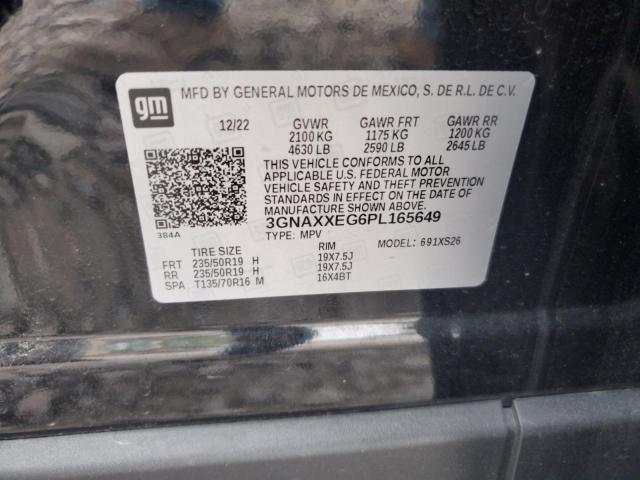 gm
MFD BY GENERAL MOTORS DE MEXICO, S. DE R.L. DE C.V.
12/22 GVWR GAWR FRT GAWR RR
2100 KG 1175 KG 1200 KG
4630 LB 2590 LB 2645 LB
THIS VEHICLE CONFORMS TO ALL
APPLICABLE U.S. FEDERAL MOTOR
VEHICLE SAFETY AND THEFT PREVENTION
STANDARDS IN EFFECT ON THE DATE OF
MANUFACTURE SHOWN ABOVE.
3GNAXXEG6PL165649
384A
TYPE: MPV MODEL: 691XS26
TIRE SIZE RIM
FRT 235/50R19 H 19X7.5J
RR 235/50R19 H 19X7.5J
SPA T135/70R16 M 16X4BT